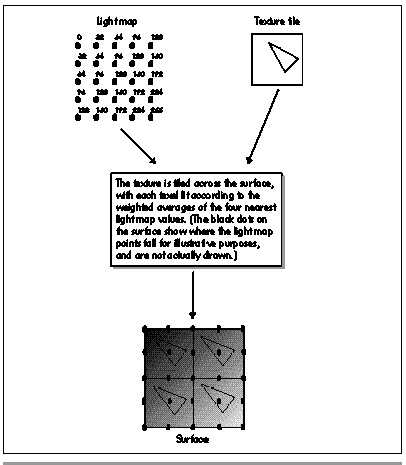 Lightmap
Texture tile
0 32 64 96 128
32 64 96 128 160
64 96 128 160 192
96 128 160 192 224
128 160 192 224 255
The texture is tiled across the surface,
with each texel lit according to the
weighted averages of the four nearest
lightmap values. (The black dots on
the surface show where the lightmap
points fall for illustrative purposes,
and are not actually drawn.)
Surface